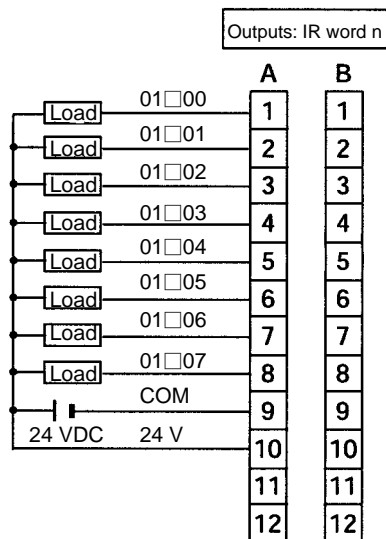 Outputs: IR word n
A B
Load 01□00 1 1
Load 01□01 2 2
Load 01□02 3 3
Load 01□03 4 4
Load 01□04 5 5
Load 01□05 6 6
Load 01□06 7 7
Load 01□07 8 8
COM 9 9
24 VDC 24 V 10 10
11 11
12 12